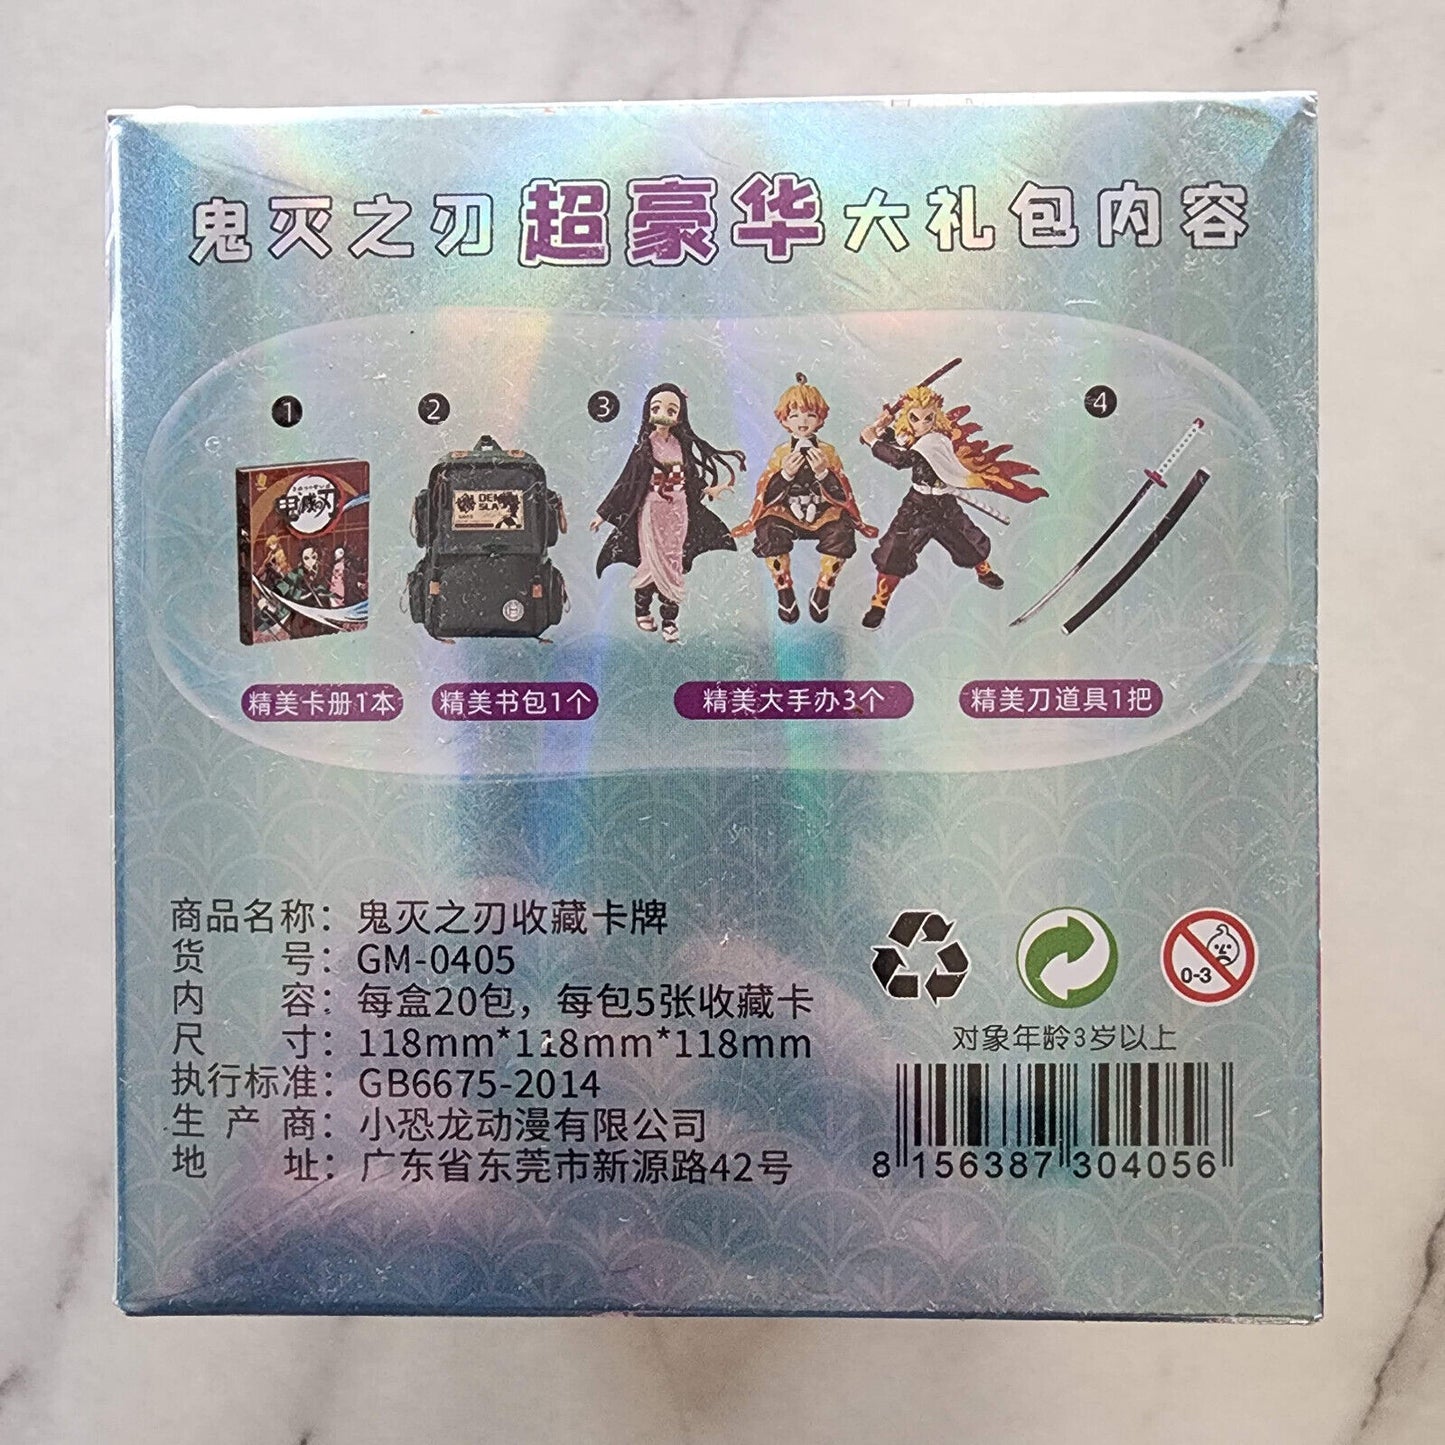 鬼灭之刃超豪华大礼包内容
1
2
3
4
鬼滅の刃
DEM
SLA
精美卡册1本
精美书包1个
精美大手办3个
精美刀道具1把
商品名称：鬼灭之刃收藏卡牌
货号：GM-0405
内容：每盒20包，每包5张收藏卡
尺寸：118mm*118mm*118mm
执行标准：GB6675-2014
生产商：小恐龙动漫有限公司
地址：广东省东莞市新源路42号
0-3
对象年龄3岁以上
8 156387 304056